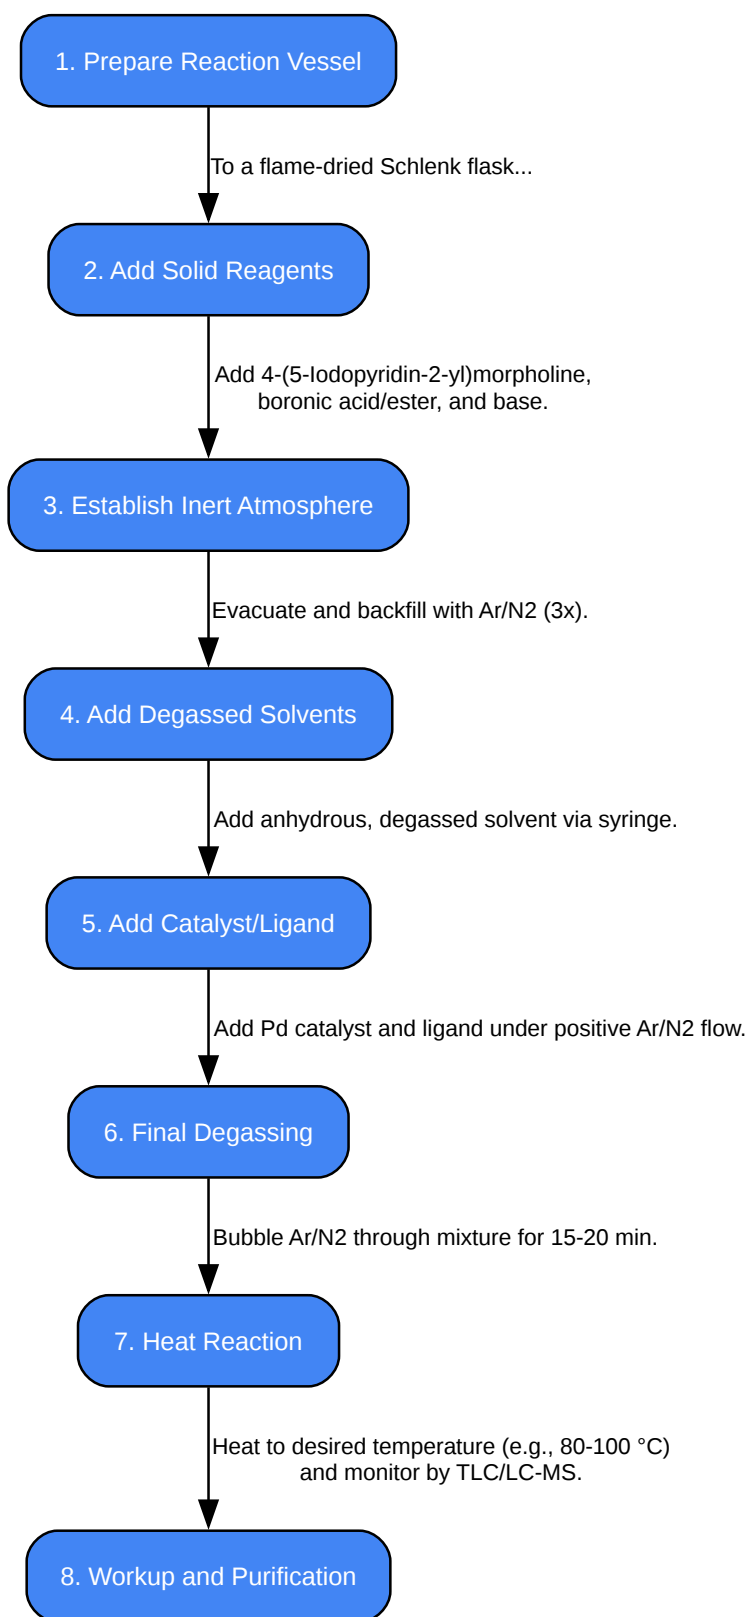 1. Prepare Reaction Vessel
To a flame-dried Schlenk flask...
2. Add Solid Reagents
Add 4-(5-Iodopyridin-2-yl)morpholine,
boronic acid/ester, and base.
3. Establish Inert Atmosphere
Evacuate and backfill with Ar/N2 (3x).
4. Add Degassed Solvents
Add anhydrous, degassed solvent via syringe.
5. Add Catalyst/Ligand
Add Pd catalyst and ligand under positive Ar/N2 flow.
6. Final Degassing
Bubble Ar/N2 through mixture for 15-20 min.
7. Heat Reaction
Heat to desired temperature (e.g., 80-100 °C)
and monitor by TLC/LC-MS.
8. Workup and Purification